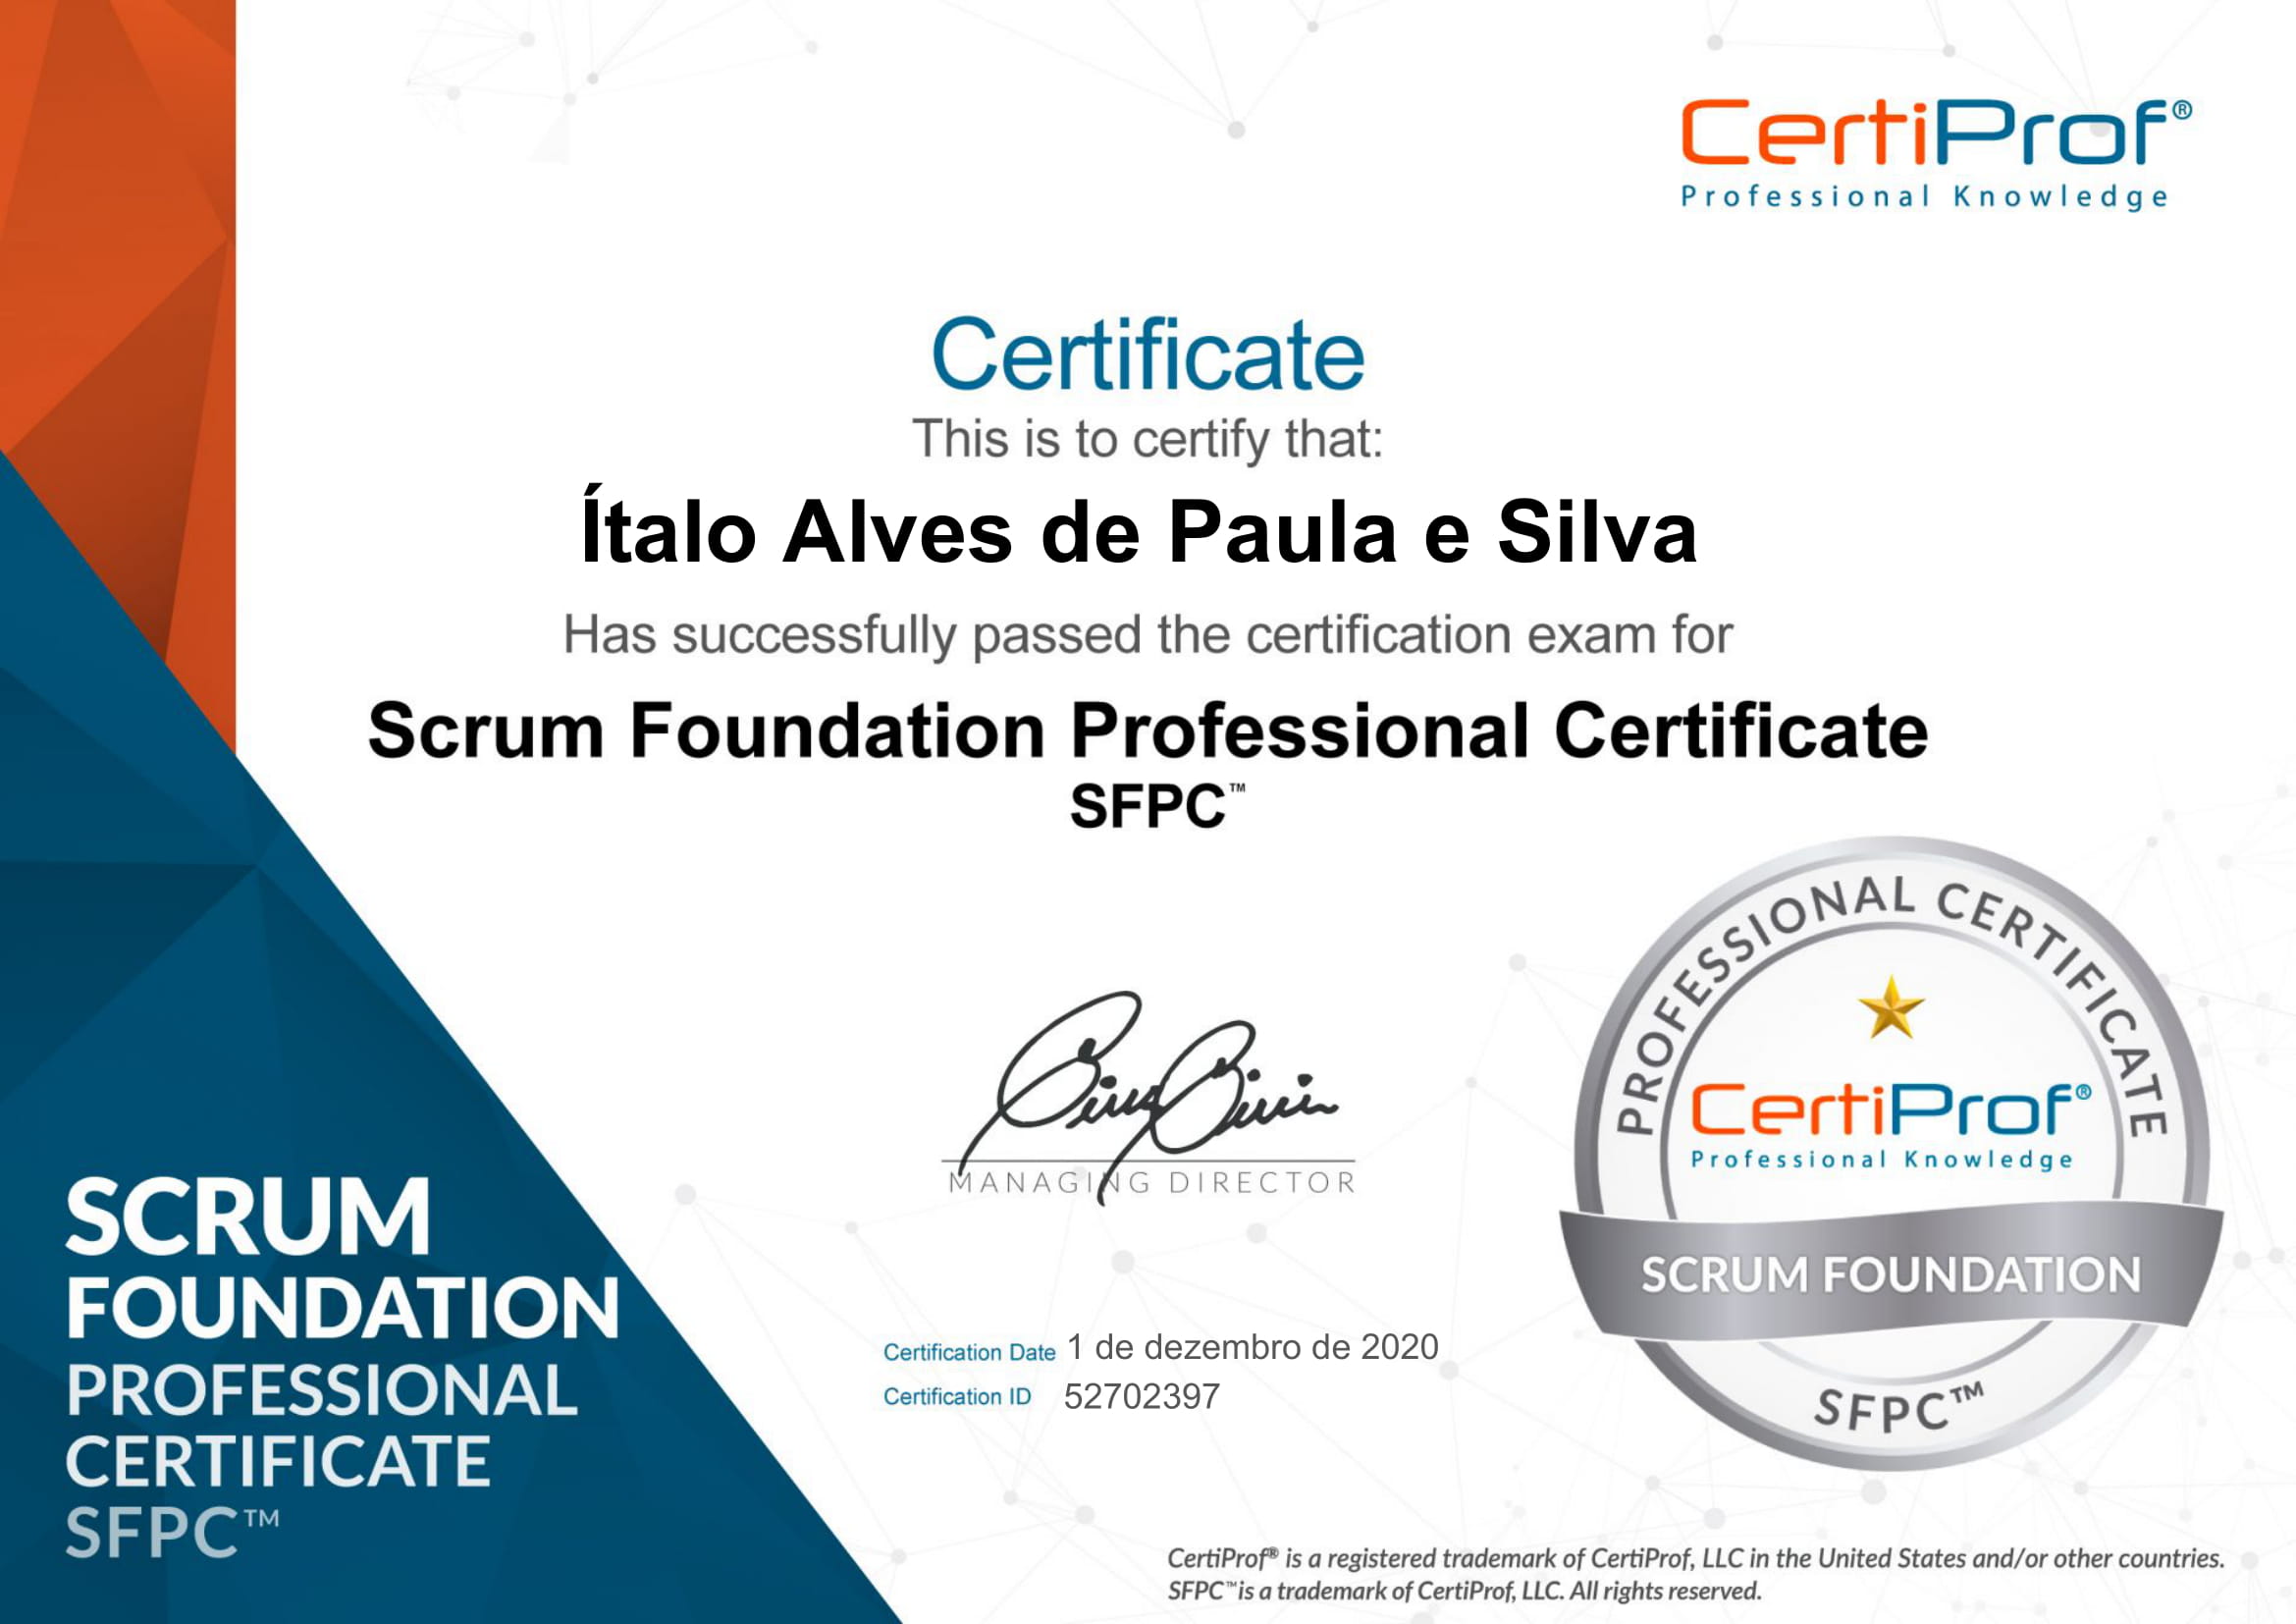 CertiProf®
Professional Knowledge
Certificate
This is to certify that:
Ítalo Alves de Paula e Silva
Has successfully passed the certification exam for
Scrum Foundation Professional Certificate
SFPC™
MANAGING DIRECTOR
Certification Date 1 de dezembro de 2020
Certification ID 52702397
SCRUM
FOUNDATION
PROFESSIONAL
CERTIFICATE
SFPC™
PROFESSIONAL CERTIFICATE
CertiProf®
Professional Knowledge
SCRUM FOUNDATION
SFPC™
CertiProf® is a registered trademark of CertiProf, LLC in the United States and/or other countries.
SFPC™ is a trademark of CertiProf, LLC. All rights reserved.